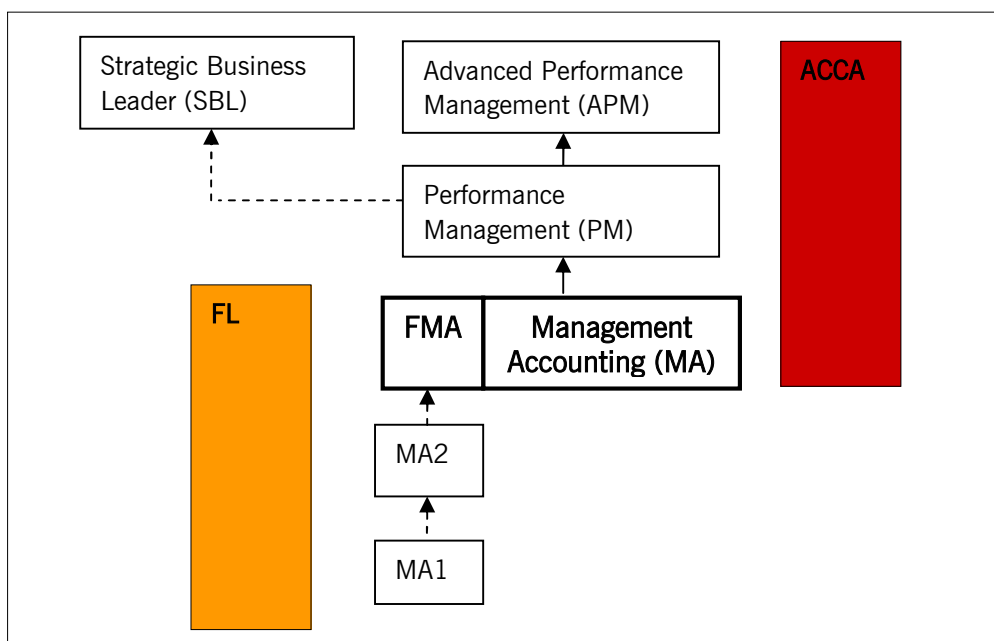 Strategic Business
Leader (SBL)
Advanced Performance
Management (APM)
ACCA
Performance
Management (PM)
FL
FMA
Management
Accounting (MA)
MA2
MA1